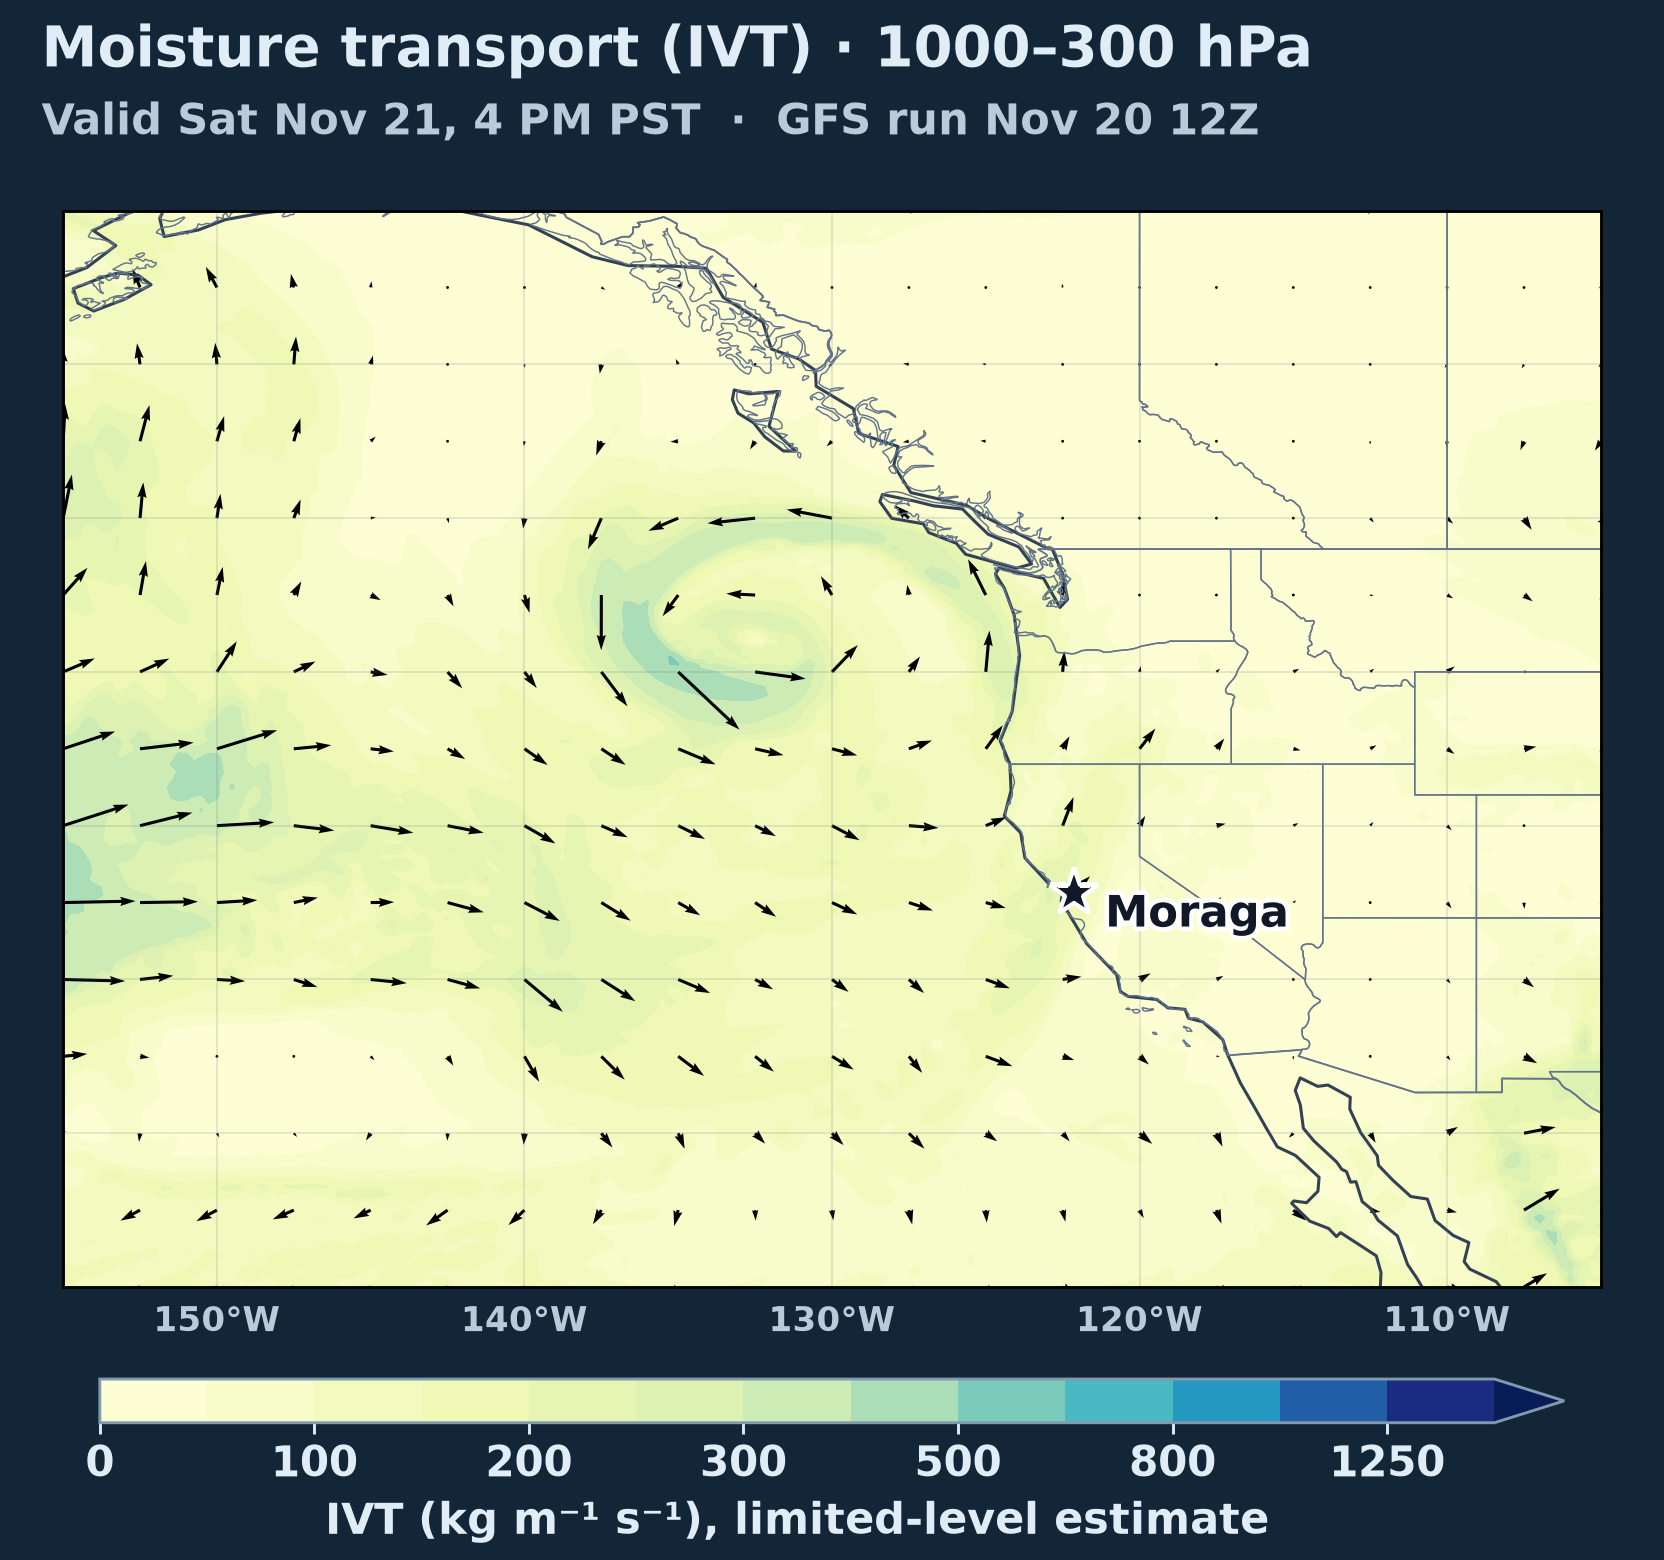 Moisture transport (IVT) · 1000–300 hPa
Valid Sat Nov 21, 4 PM PST · GFS run Nov 20 12Z
Moraga
150°W 140°W 130°W 120°W 110°W
0 100 200 300 500 800 1250
IVT (kg m⁻¹ s⁻¹), limited-level estimate